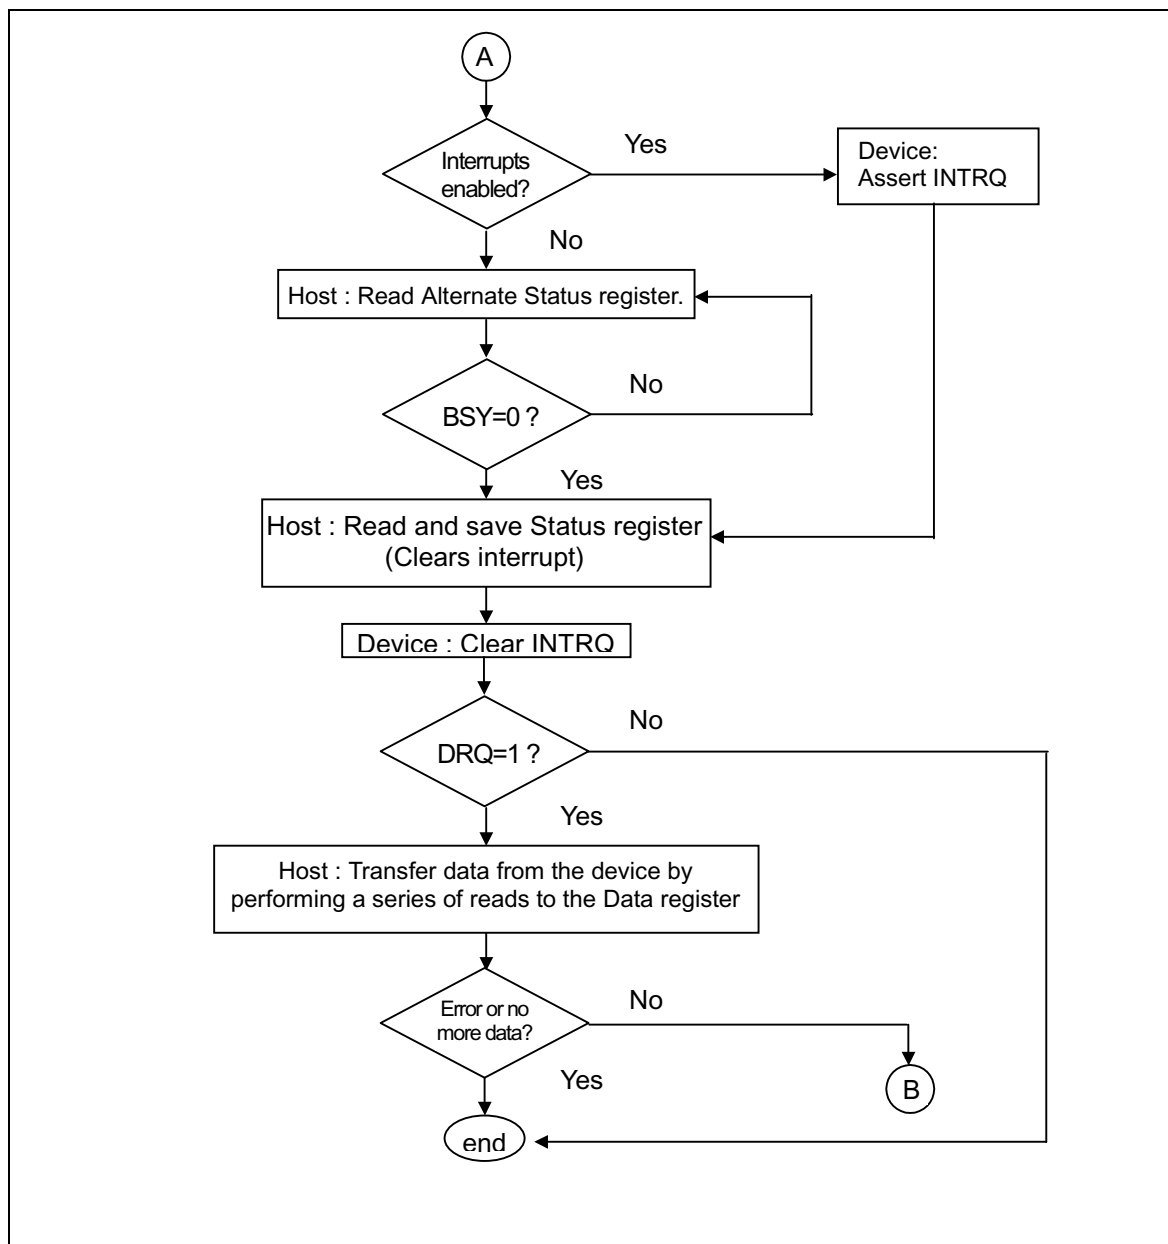 A
Interrupts
enabled?
Yes
Device:
Assert INTRQ
No
Host : Read Alternate Status register.
BSY=0 ?
No
Yes
Host : Read and save Status register
(Clears interrupt)
Device : Clear INTRQ
DRQ=1 ?
No
Yes
Host : Transfer data from the device by
performing a series of reads to the Data register
Error or no
more data?
No
Yes
B
end